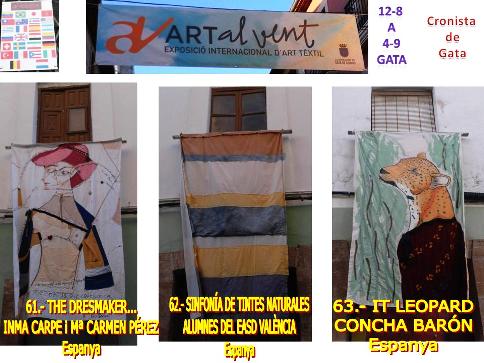 ARTal vent
EXPOSICIÓ INTERNACIONAL D'ART TÈXTIL
12-8
A
4-9
GATA
Cronista
de
Gata
61.- THE DRESMAKER...
INMA CARPE i Mª CARMEN PÉREZ
Espanya
62.- SINFONÍA DE TINTES NATURALES
ALUMNES DEL EASD VALÈNCIA
Espanya
63.- IT LEOPARD
CONCHA BARÓN
Espanya